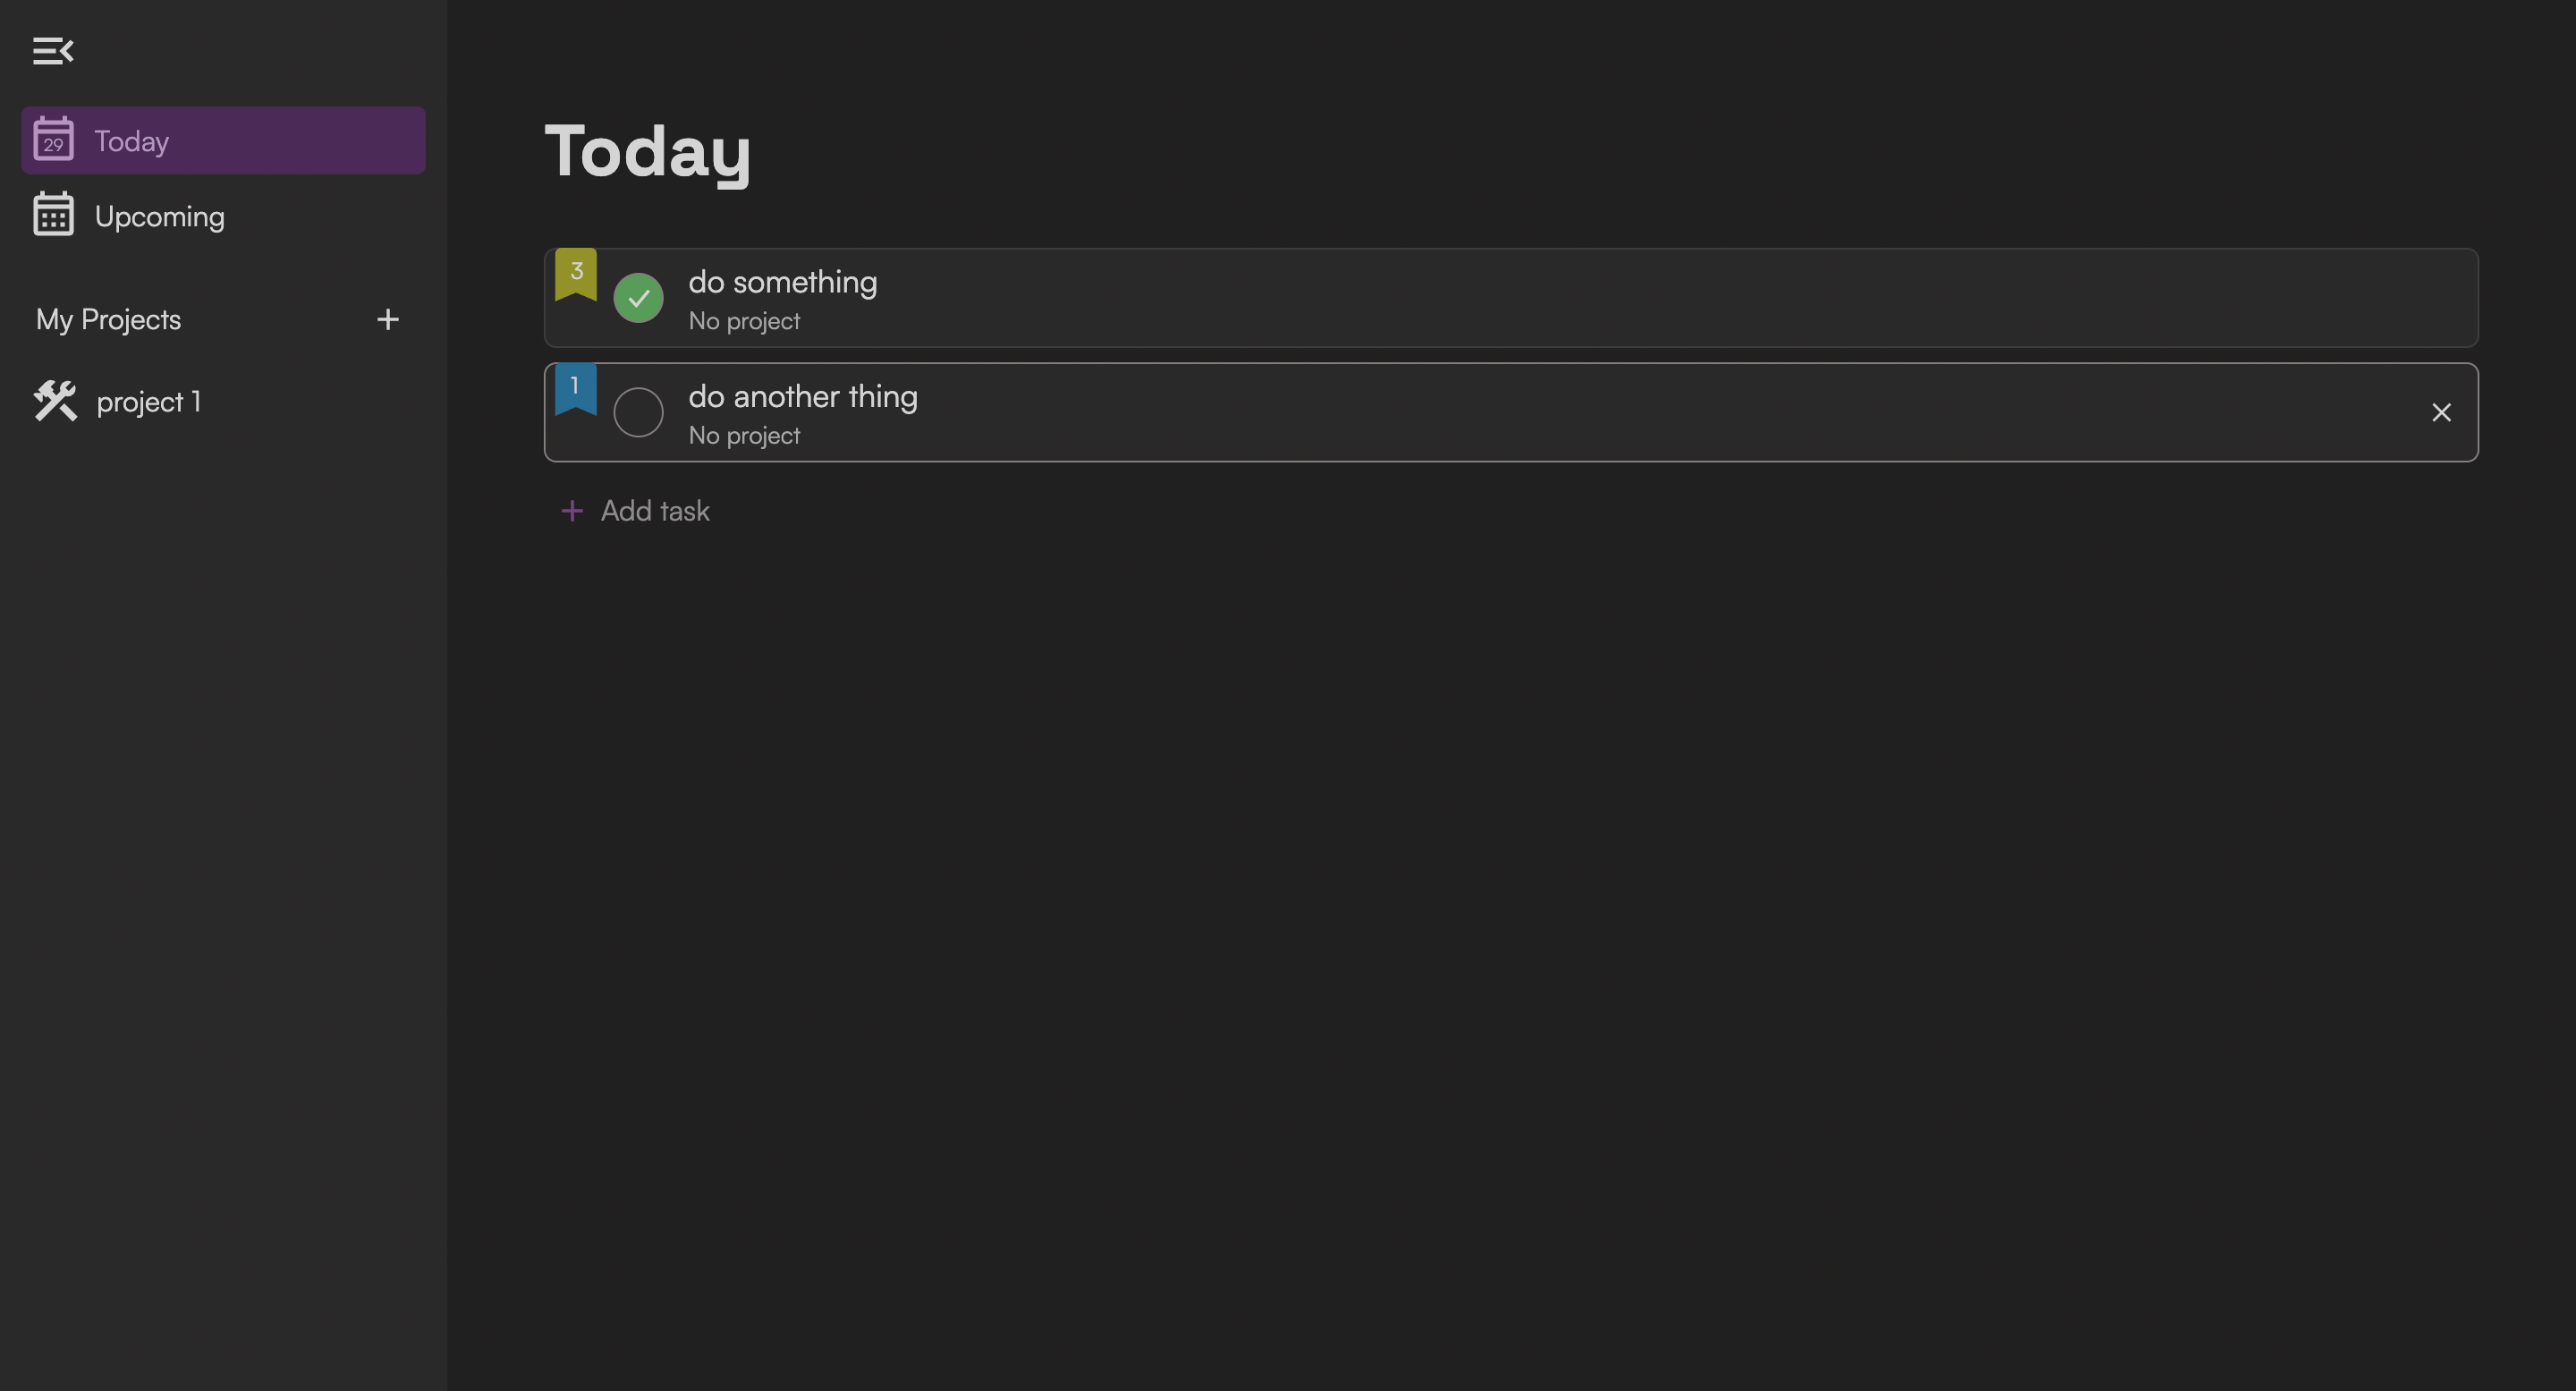 29 Today
Upcoming
My Projects
project 1
Today
3
do something
No project
1
do another thing
No project
Add task